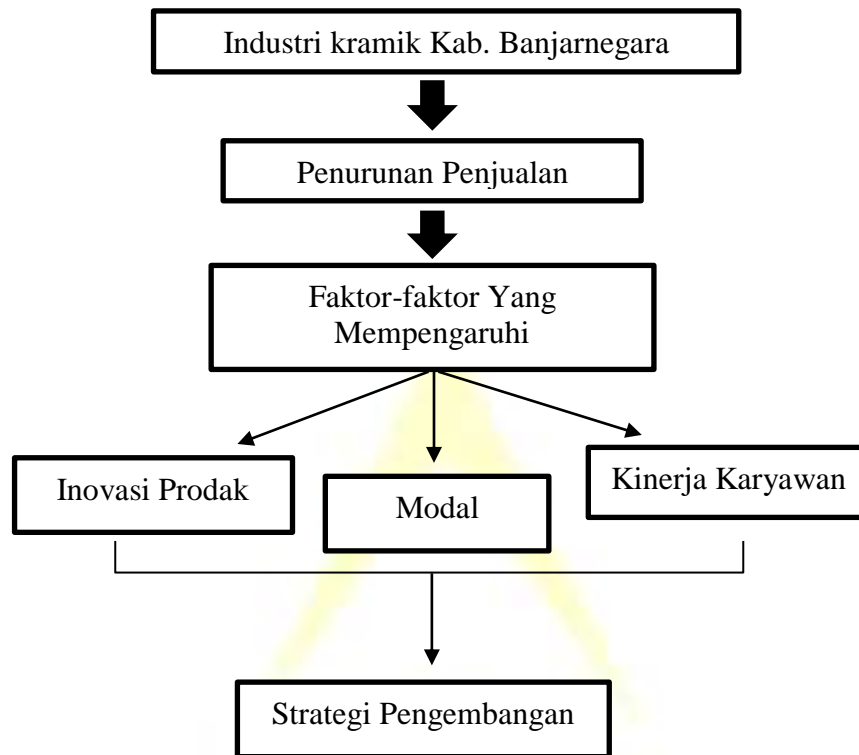 Industri kramik Kab. Banjarnegara
Penurunan Penjualan
Faktor-faktor Yang
Mempengaruhi
Inovasi Prodak
Modal
Kinerja Karyawan
Strategi Pengembangan